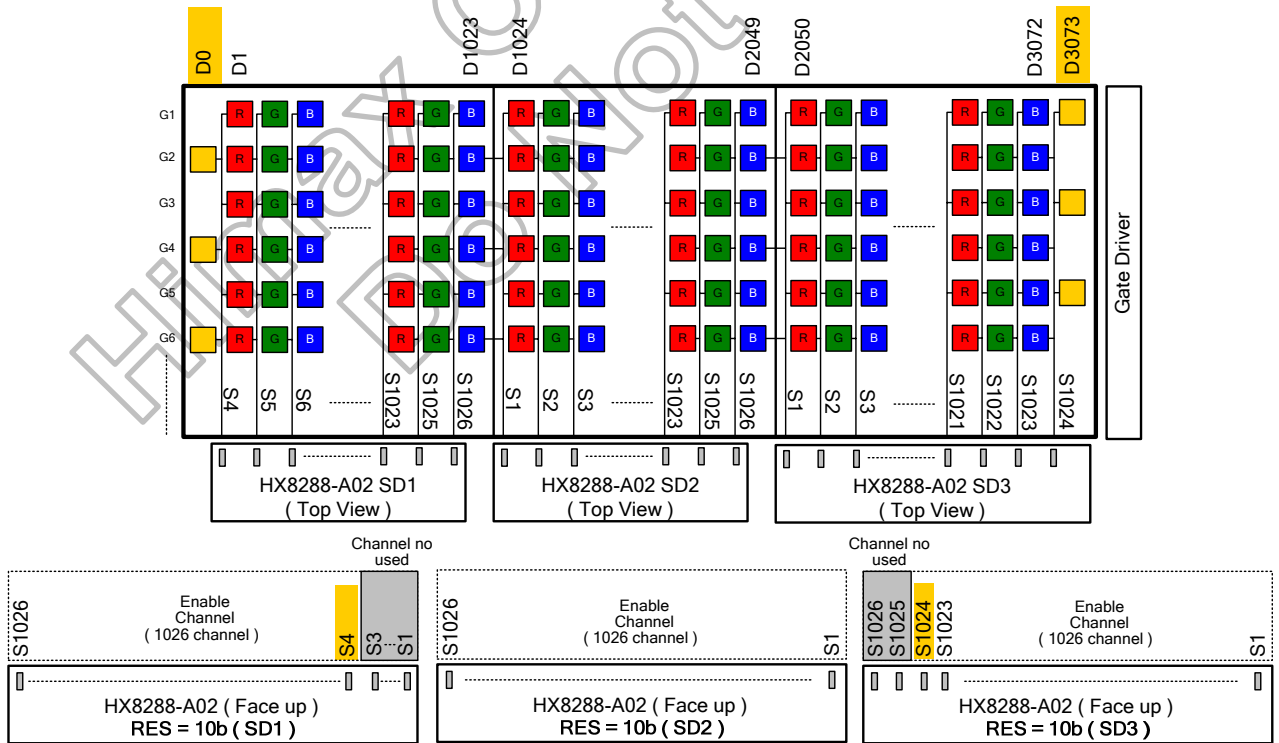 D0 D1 D1023 D1024 D2049 D2050 D3072 D3073
G1 R G B R G B R G B R G B R G B R G B
G2 R G B R G B R G B R G B R G B R G B
G3 R G B R G B R G B R G B R G B R G B
G4 R G B R G B R G B R G B R G B R G B
G5 R G B R G B R G B R G B R G B R G B
G6 R G B R G B R G B R G B R G B R G B
Gate Driver
S4 S5 S6 S1023 S1025 S1026 S1 S2 S3 S1023 S1025 S1026 S1 S2 S3 S1021 S1022 S1023 S1024
HX8288-A02 SD1
( Top View )
HX8288-A02 SD2
( Top View )
HX8288-A02 SD3
( Top View )
Channel no
used
S1026
Enable
Channel
( 1026 channel )
S4 S3 S1
HX8288-A02 ( Face up )
RES = 10b ( SD1 )
S1026
Enable
Channel
( 1026 channel )
S1
HX8288-A02 ( Face up )
RES = 10b ( SD2 )
Channel no
used
S1026 S1025 S1024 S1023
Enable
Channel
( 1026 channel )
S1
HX8288-A02 ( Face up )
RES = 10b ( SD3 )
Himax C
Do Not